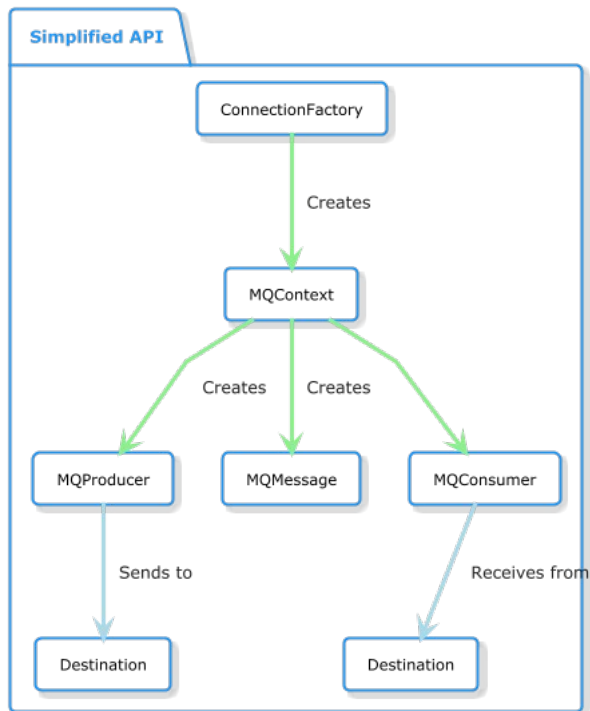 Simplified API
ConnectionFactory
Creates
MQContext
Creates
Creates
MQProducer
MQMessage
MQConsumer
Sends to
Receives from
Destination
Destination